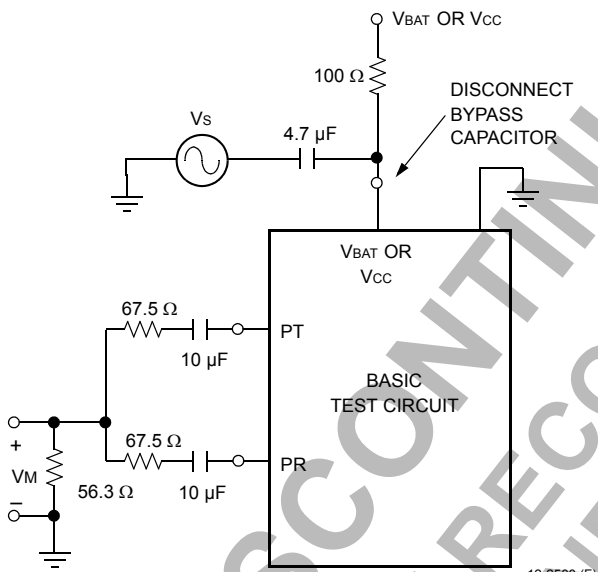 VBAT OR VCC
100 Ω
DISCONNECT
BYPASS
CAPACITOR
VS
4.7 µF
VBAT OR
VCC
67.5 Ω
PT
10 µF
BASIC
TEST CIRCUIT
67.5 Ω
PR
10 µF
+
VM
56.3 Ω
–